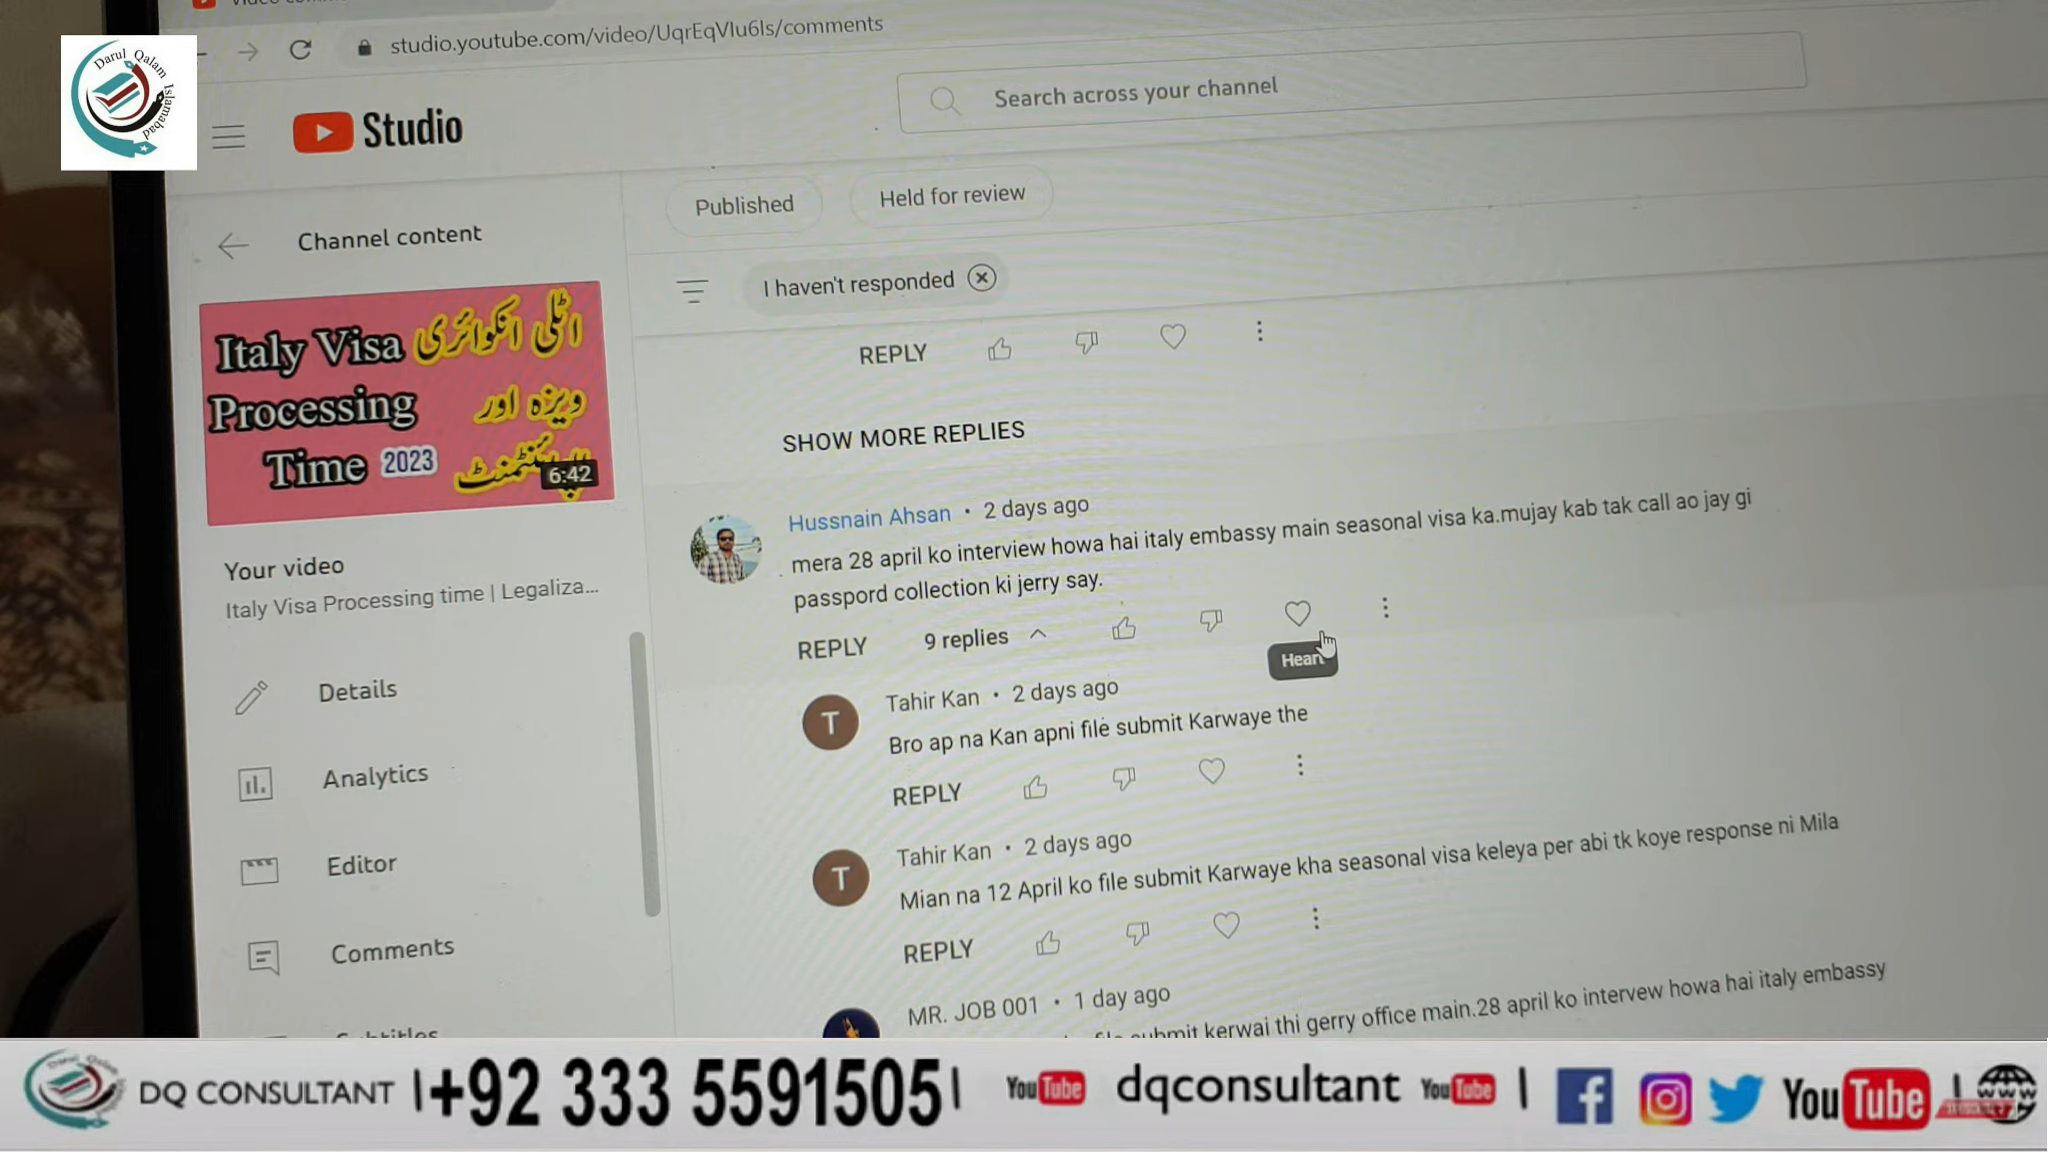 studio.youtube.com/video/UqrEqVIu6Is/comments
Darul Qalam Islamabad
Studio
Search across your channel
Published
Held for review
Channel content
I haven't responded
Italy Visa
اٹلی انکوائری
Processing
ویزہ اور
Time 2023
6:42
REPLY
SHOW MORE REPLIES
Hussnain Ahsan • 2 days ago
mera 28 april ko interview howa hai italy embassy main seasonal visa ka.mujay kab tak call ao jay gi
passpord collection ki jerry say.
REPLY
9 replies
Heart
Your video
Italy Visa Processing time | Legaliza...
Details
Analytics
Editor
Comments
T
Tahir Kan • 2 days ago
Bro ap na Kan apni file submit Karwaye the
REPLY
T
Tahir Kan • 2 days ago
Mian na 12 April ko file submit Karwaye kha seasonal visa keleya per abi tk koye response ni Mila
REPLY
MR. JOB 001 • 1 day ago
submit kerwai thi gerry office main.28 april ko intervew howa hai italy embassy
DQ CONSULTANT |+92 333 5591505| YouTube dqconsultant YouTube | YouTube | www